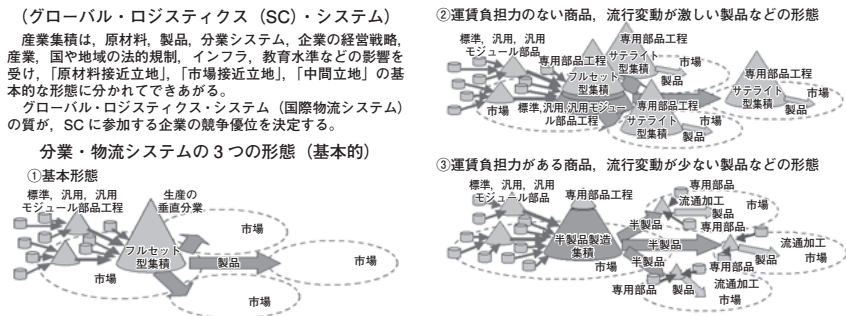 （グローバル・ロジスティクス（SC）・システム）
産業集積は，原材料，製品，分業システム，企業の経営戦略，
産業，国や地域の法的規制，インフラ，教育水準などの影響を
受け，「原材料接近立地」，「市場接近立地」，「中間立地」の基
本的な形態に分かれてできあがる。
グローバル・ロジスティクス・システム（国際物流システム）
の質が，SC に参加する企業の競争優位を決定する。
分業・物流システムの 3 つの形態（基本的）
①基本形態
標準，汎用，汎用
モジュール部品工程
生産の
垂直分業
フルセット
型集積
製品
市場
市場
市場
市場
②運賃負担力のない商品，流行変動が激しい製品などの形態
標準，汎用，汎用
モジュール部品
専用部品工程
専用部品工程
サテライト
型集積
市場
製品
フルセット
型集積
市場
標準，汎用，汎用モジュー
ル部品工程
専用部品工程
サテライト
型集積
市場
製品
専用部品工程
サテライト
型集積
市場
製品
③運賃負担力がある商品，流行変動が少ない製品などの形態
標準，汎用，汎用
モジュール部品
専用部品工程
半製品製造
集積
市場
半製品
半製品
半製品
専用部品
流通加工
製品
市場
専用部品
流通加工
市場
製品
専用部品
専用部品
製品
流通加工
市場